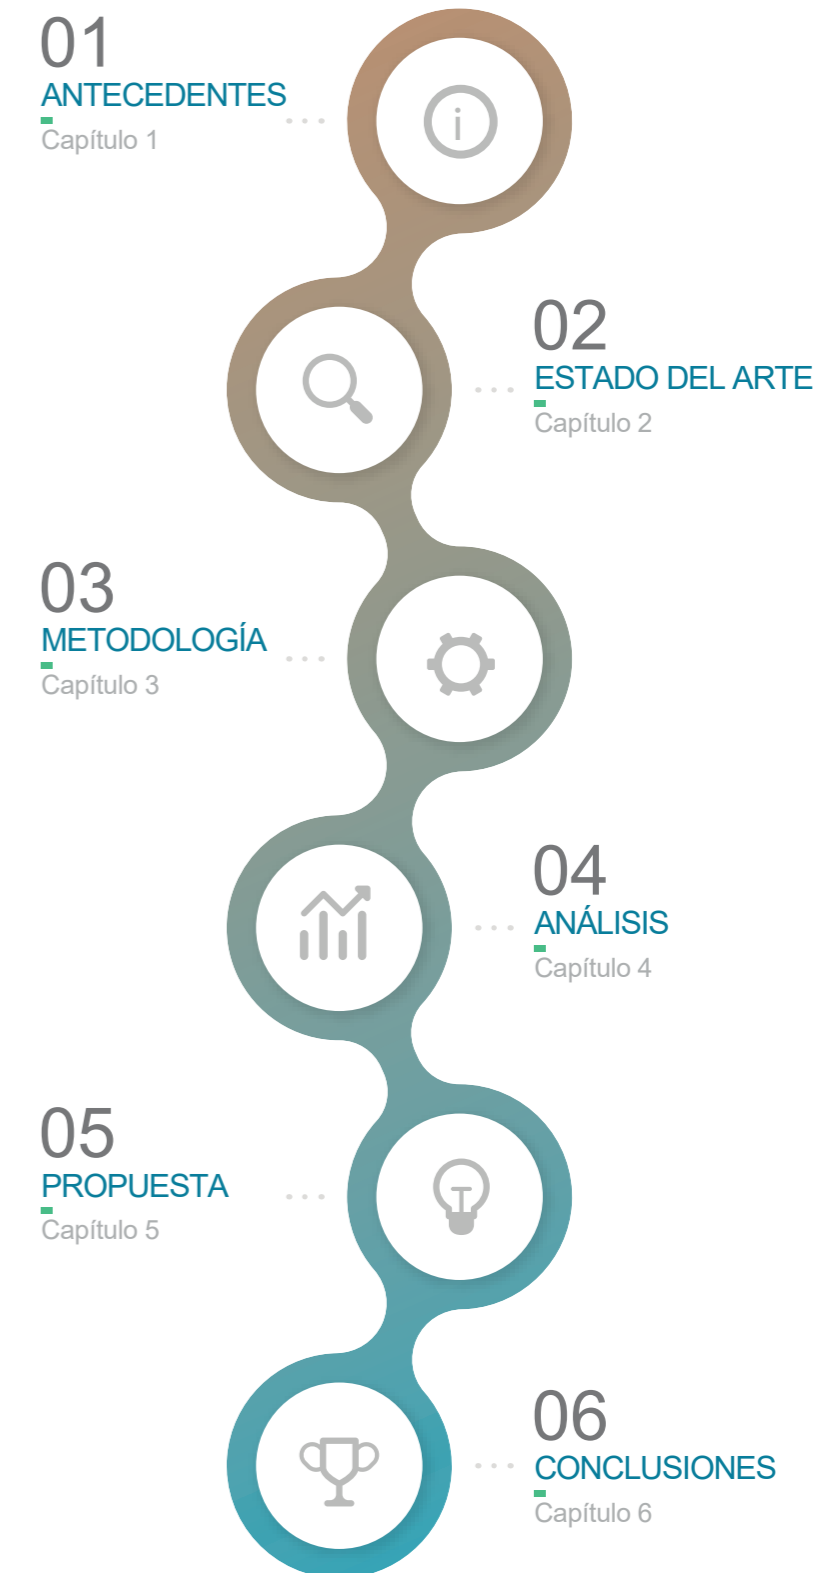 01
ANTECEDENTES
Capítulo 1
02
ESTADO DEL ARTE
Capítulo 2
03
METODOLOGÍA
Capítulo 3
04
ANÁLISIS
Capítulo 4
05
PROPUESTA
Capítulo 5
06
CONCLUSIONES
Capítulo 6